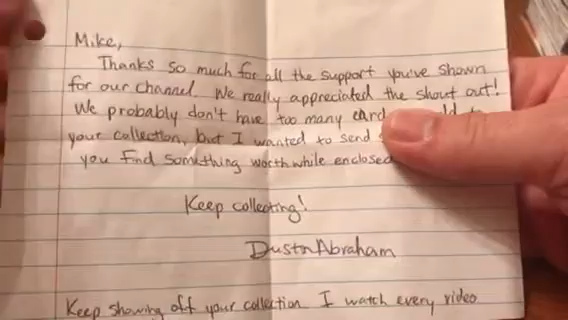 Mike,
Thanks so much for all the support you've shown
for our channel. We really appreciated the shout out!
We probably don't have too many card
your collection, but I wanted to send
you find something worthwhile enclosed
Keep collecting!
Dustn Abraham
Keep showing off your collection I watch every video